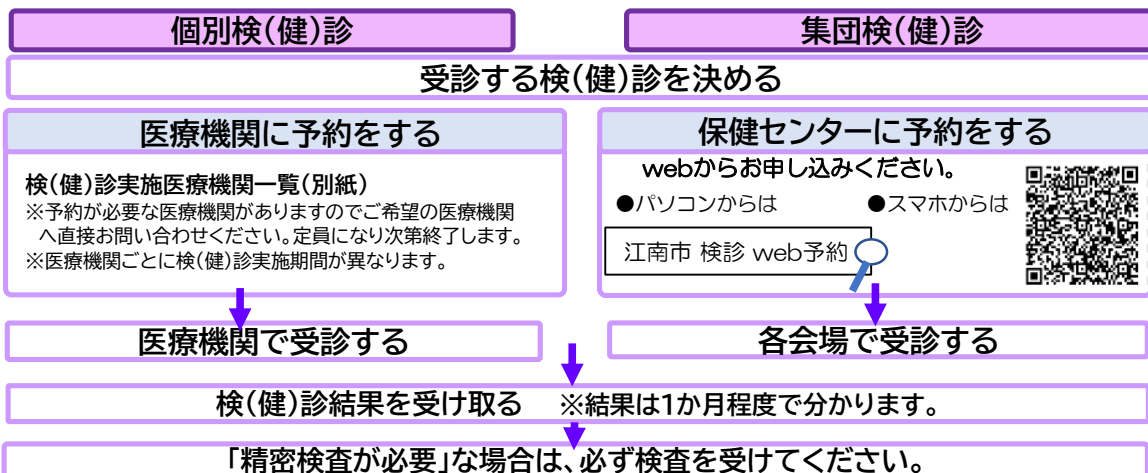 個別検(健)診
集団検(健)診
受診する検(健)診を決める
医療機関に予約をする
検(健)診実施医療機関一覧(別紙)
※予約が必要な医療機関がありますのでご希望の医療機関
へ直接お問い合わせください。定員になり次第終了します。
※医療機関ごとに検(健)診実施期間が異なります。
保健センターに予約をする
webからお申し込みください。
●パソコンからは
●スマホからは
江南市 検診 web予約
医療機関で受診する
各会場で受診する
検(健)診結果を受け取る ※結果は1か月程度で分かります。
「精密検査が必要」な場合は、必ず検査を受けてください。